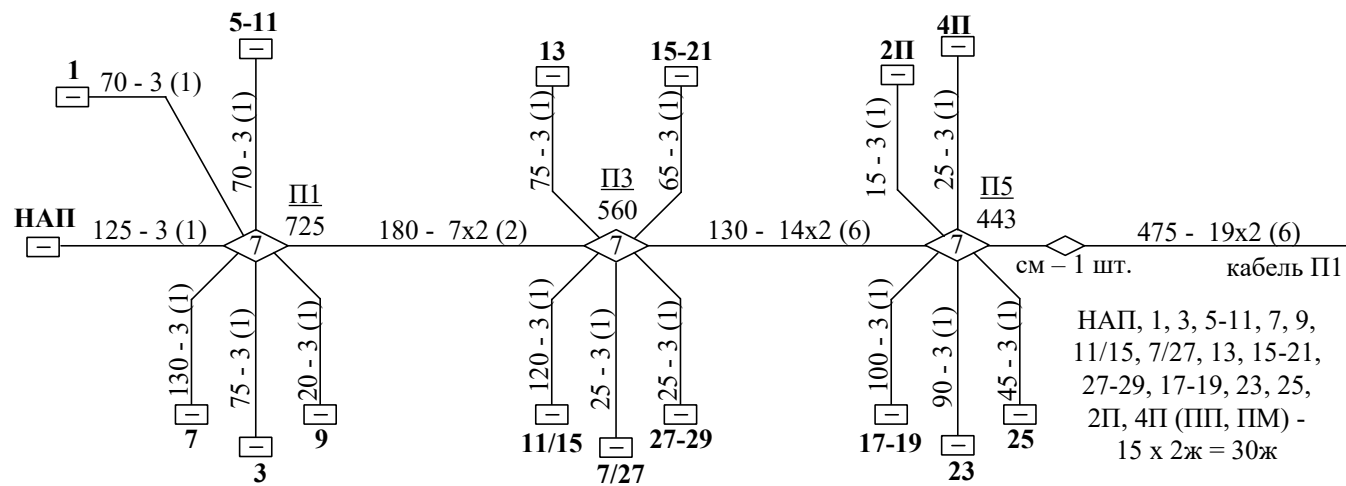 5-11
4П
13
15-21
2П
1
70 - 3 (1)
70 - 3 (1)
75 - 3 (1)
65 - 3 (1)
15 - 3 (1)
25 - 3 (1)
П1
725
П3
560
П5
443
НАП
125 - 3 (1)
7
180 - 7х2 (2)
7
130 - 14х2 (6)
7
475 - 19х2 (6)
см – 1 шт.
кабель П1
130 - 3 (1)
75 - 3 (1)
20 - 3 (1)
120 - 3 (1)
25 - 3 (1)
25 - 3 (1)
100 - 3 (1)
90 - 3 (1)
45 - 3 (1)
7
3
9
11/15
7/27
27-29
17-19
23
25
НАП, 1, 3, 5-11, 7, 9,
11/15, 7/27, 13, 15-21,
27-29, 17-19, 23, 25,
2П, 4П (ПП, ПМ) -
15 х 2ж = 30ж